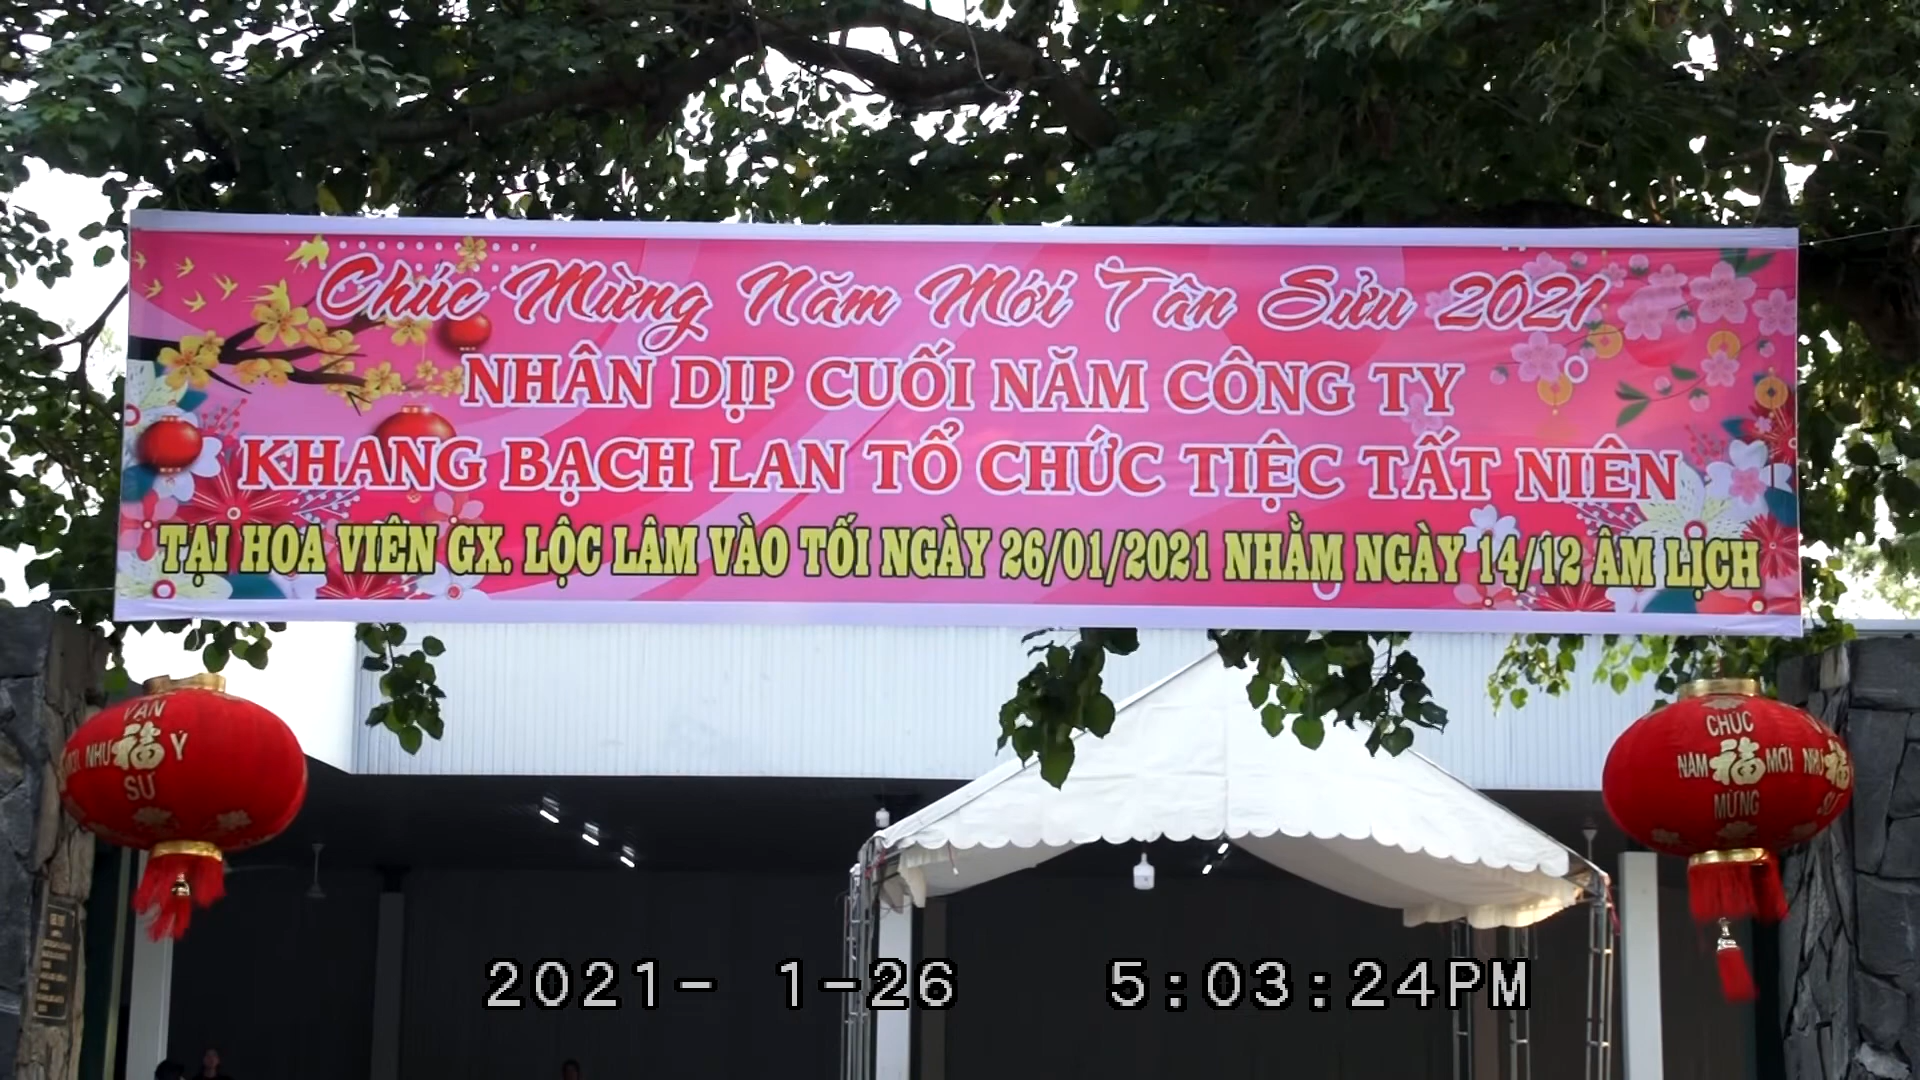 Chúc Mừng Năm Mới Tân Sửu 2021
NHÂN DỊP CUỐI NĂM CÔNG TY
KHANG BẠCH LAN TỔ CHỨC TIỆC TẤT NIÊN
TẠI HOA VIÊN GX. LỘC LÂM VÀO TỐI NGÀY 26/01/2021 NHẰM NGÀY 14/12 ÂM LỊCH
VẠN
NHƯ 福 Ý
SỰ
CHÚC
NĂM 福 MỚI NHƯ 福
MỪNG
2021- 1-26 5:03:24PM